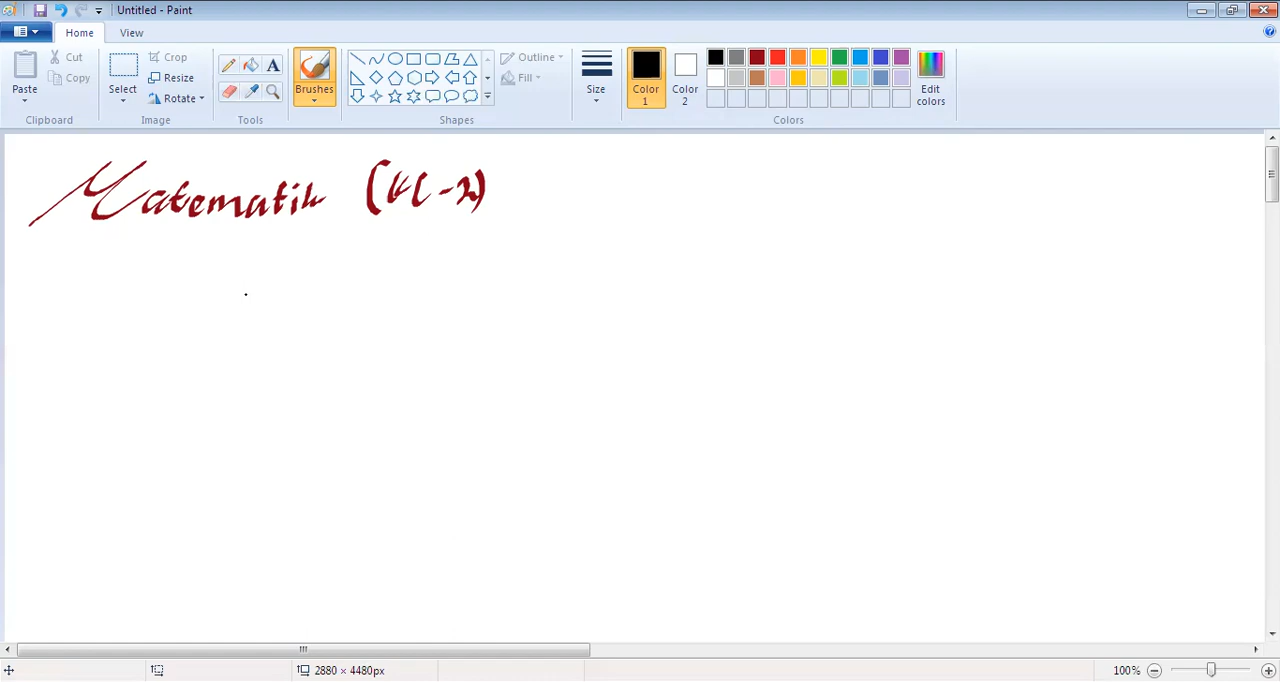 Untitled - Paint
Home
View
Paste
Cut
Copy
Clipboard
Select
Crop
Resize
Rotate
Image
Tools
Brushes
Shapes
Outline
Fill
Size
Color 1
Color 2
Edit colors
Colors
Matematik
2880 × 4480px
100%